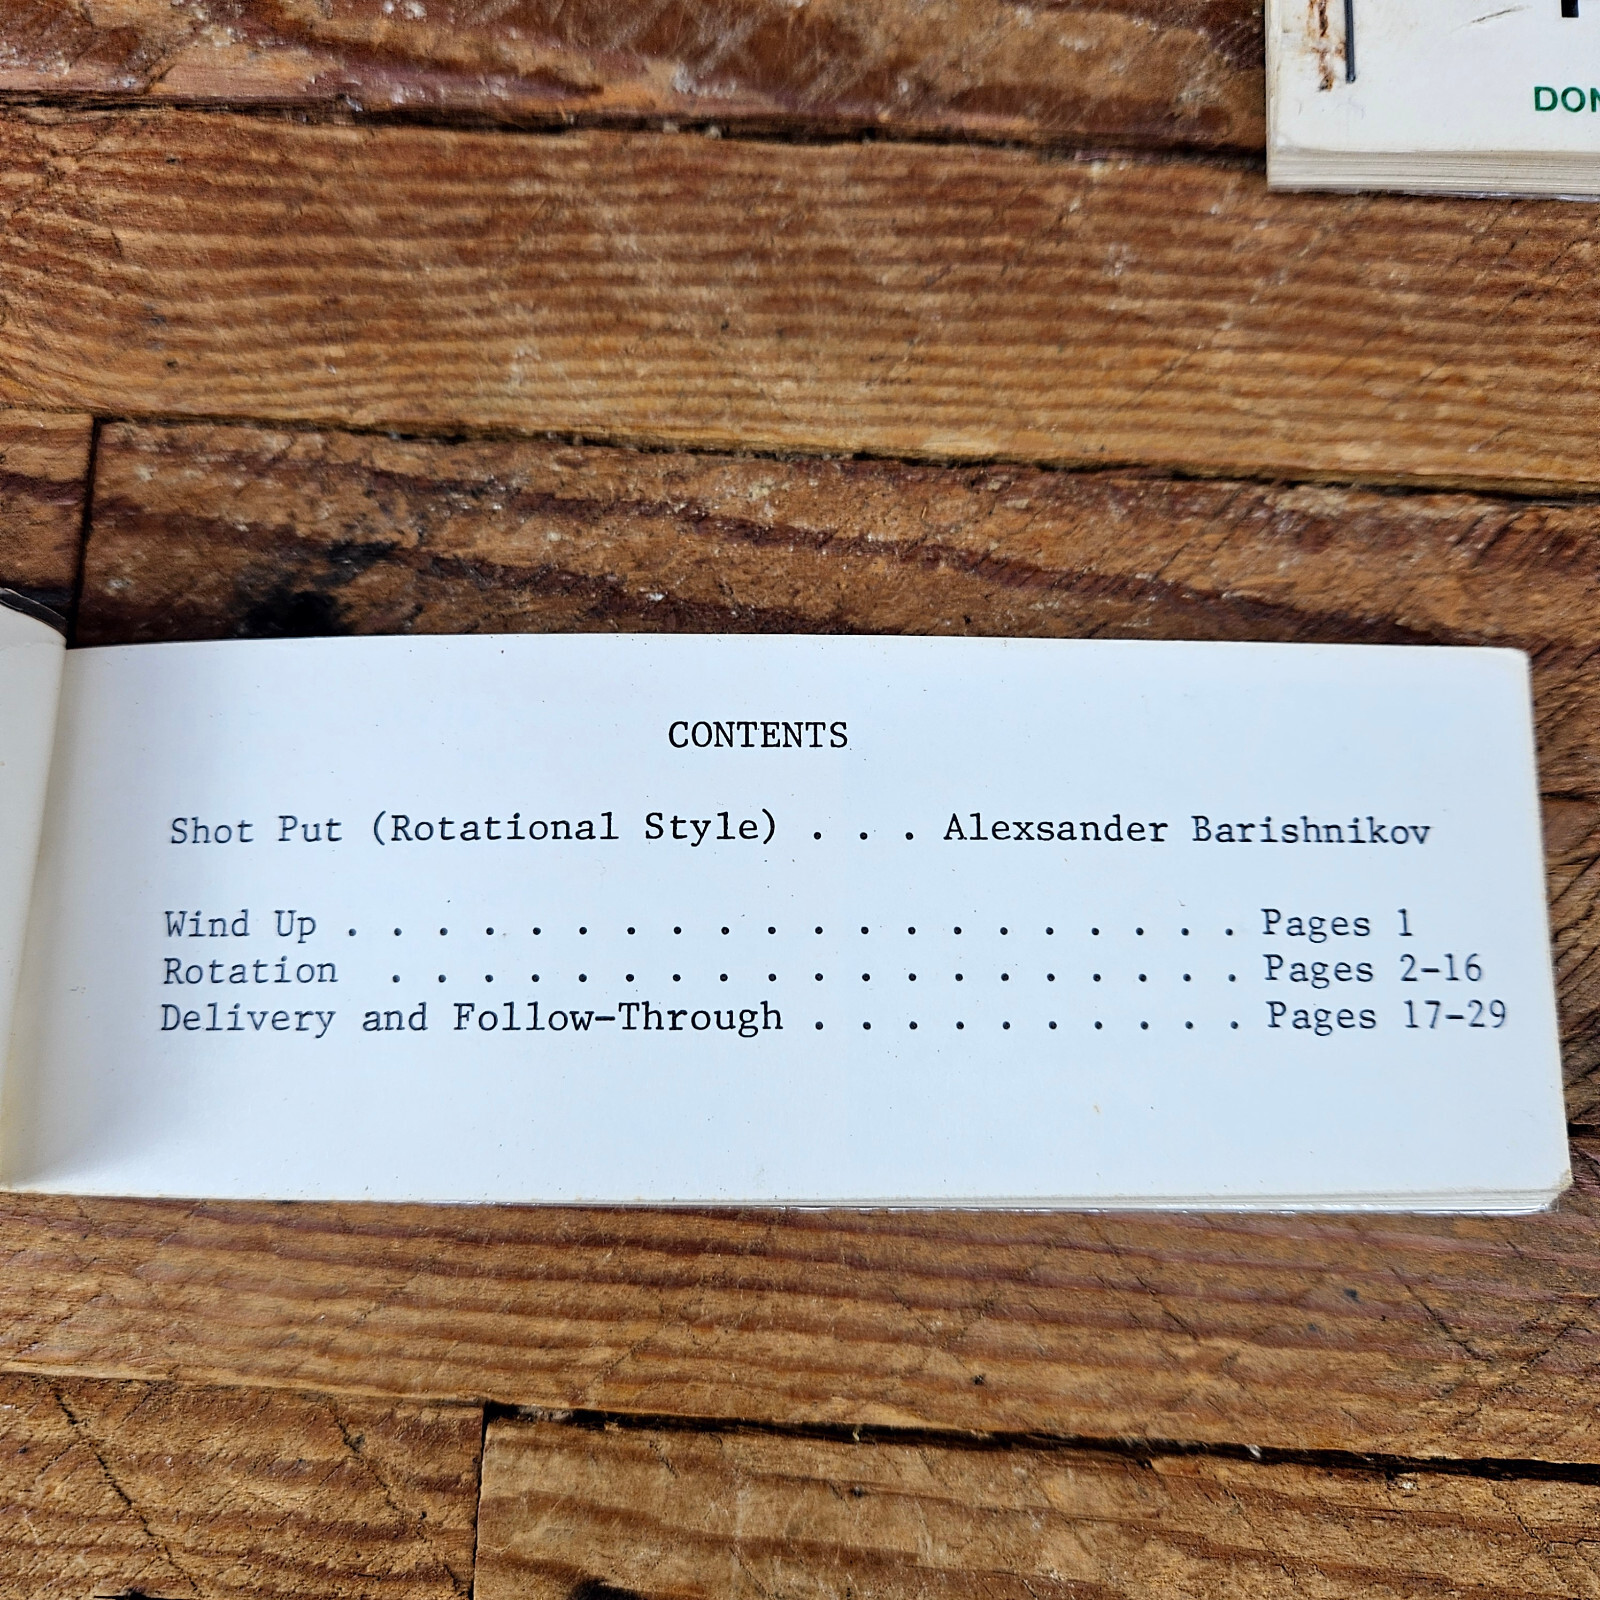 DON
CONTENTS
Shot Put (Rotational Style) . . . Alexsander Barishnikov
Wind Up . . . . . . . . . . . . . . . . . . . . Pages 1
Rotation . . . . . . . . . . . . . . . . . . . Pages 2-16
Delivery and Follow-Through . . . . . . . . . . Pages 17-29